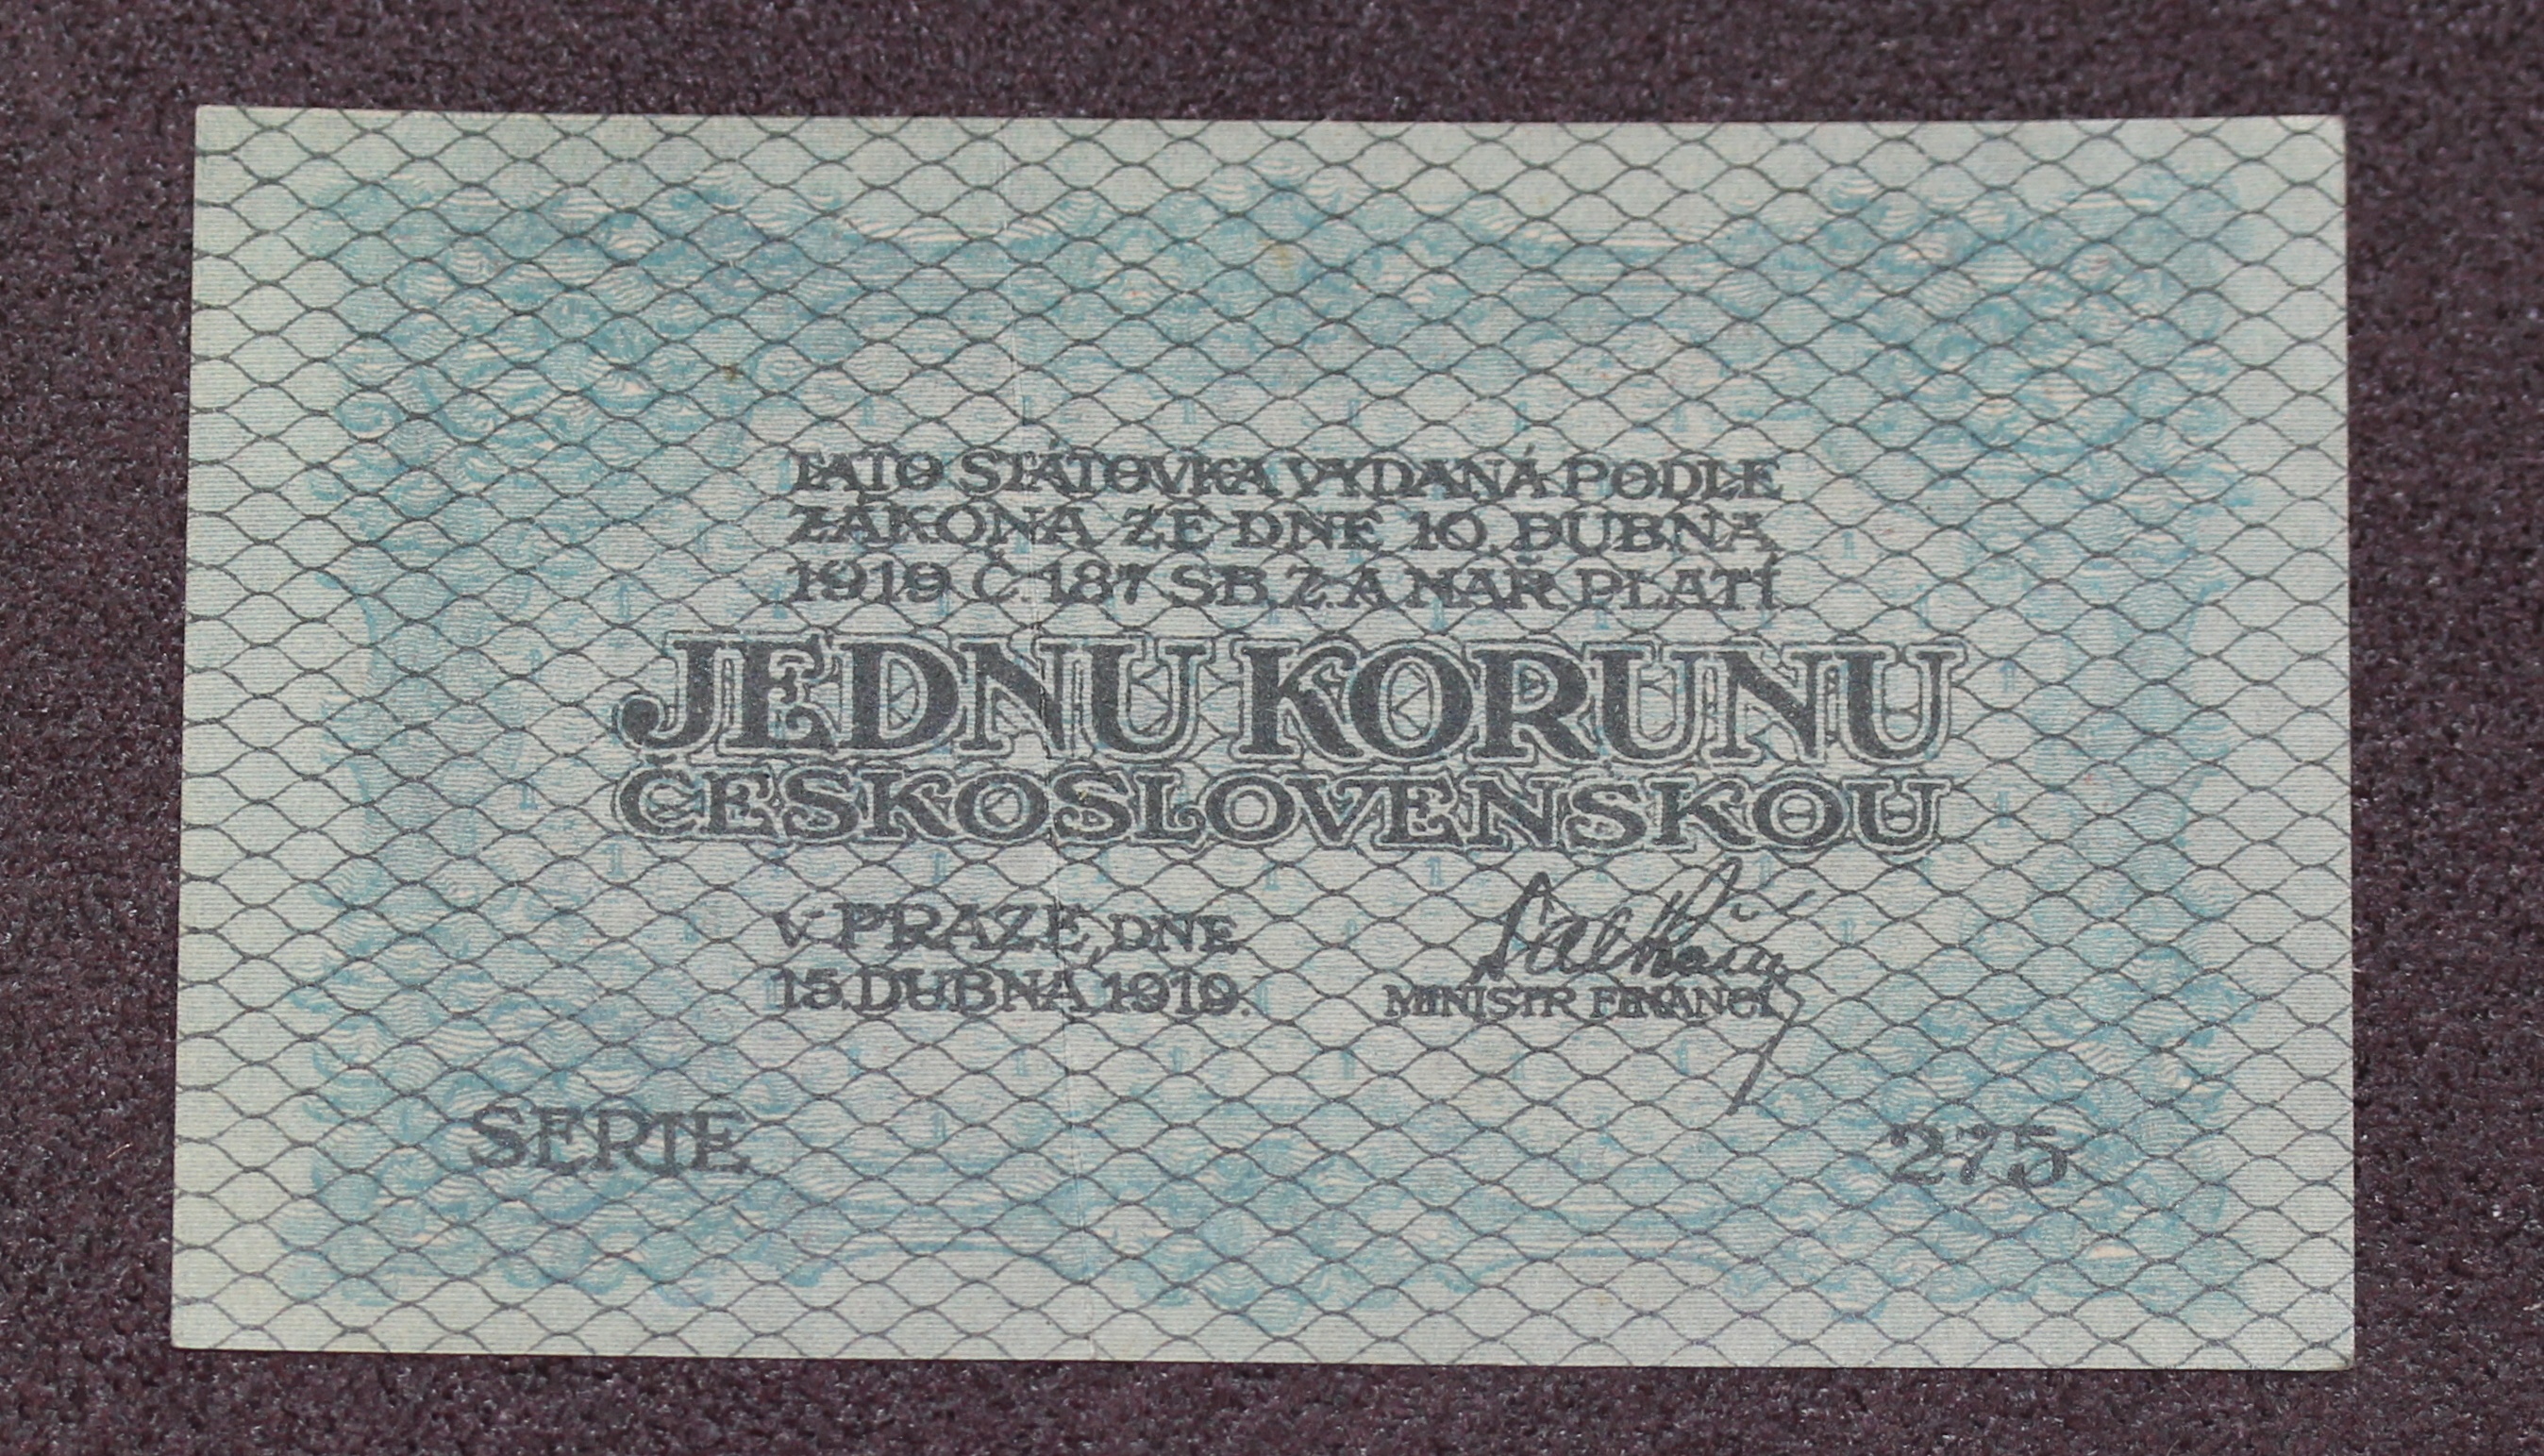 TATO STÁTOVKA VYDANÁ PODLE
ZÁKONA ZE DNE 10. DUBNA
1919 Č. 187 SB. Z. A NAŘ. PLATÍ
JEDNU KORUNU
ČESKOSLOVENSKOU
V PRAZE, DNE
15. DUBNA 1919.
MINISTR FINANCÍ
SERIE
275